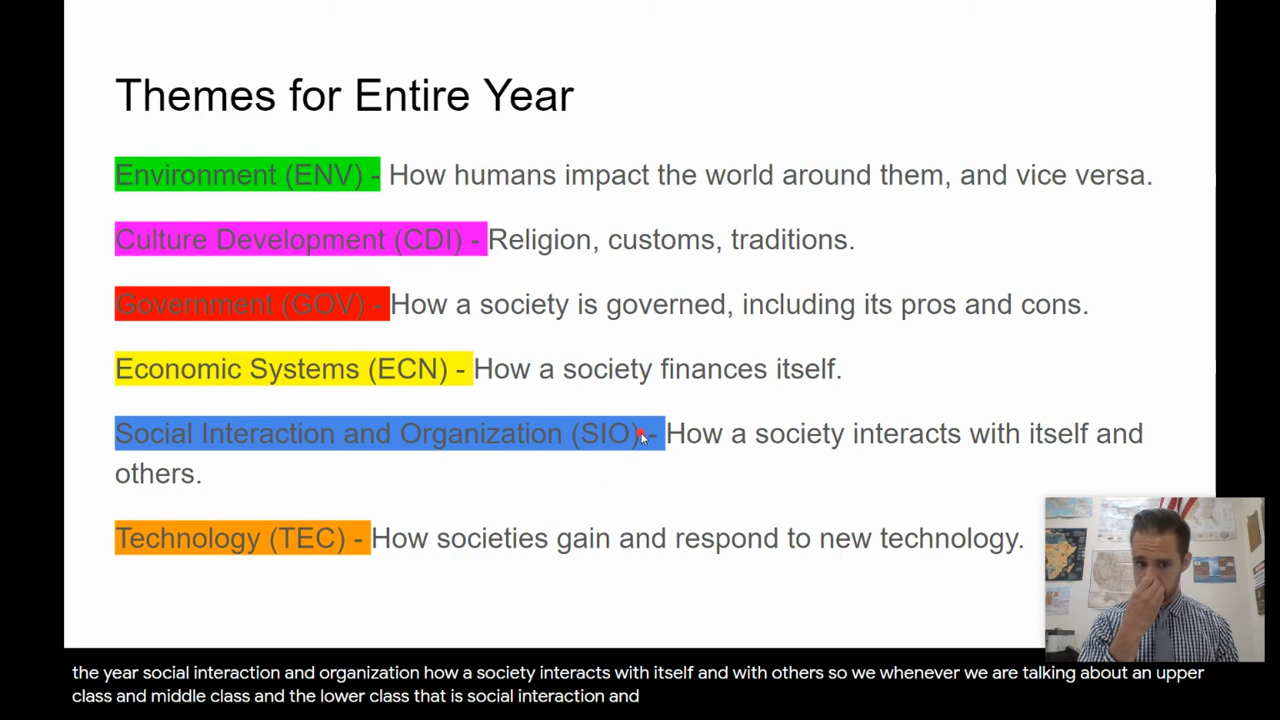 Themes for Entire Year
Environment (ENV) - How humans impact the world around them, and vice versa.
Culture Development (CDI) - Religion, customs, traditions.
Government (GOV) - How a society is governed, including its pros and cons.
Economic Systems (ECN) - How a society finances itself.
Social Interaction and Organization (SIO) - How a society interacts with itself and
others.
Technology (TEC) - How societies gain and respond to new technology.
the year social interaction and organization how a society interacts with itself and with others so we whenever we are talking about an upper
class and middle class and the lower class that is social interaction and